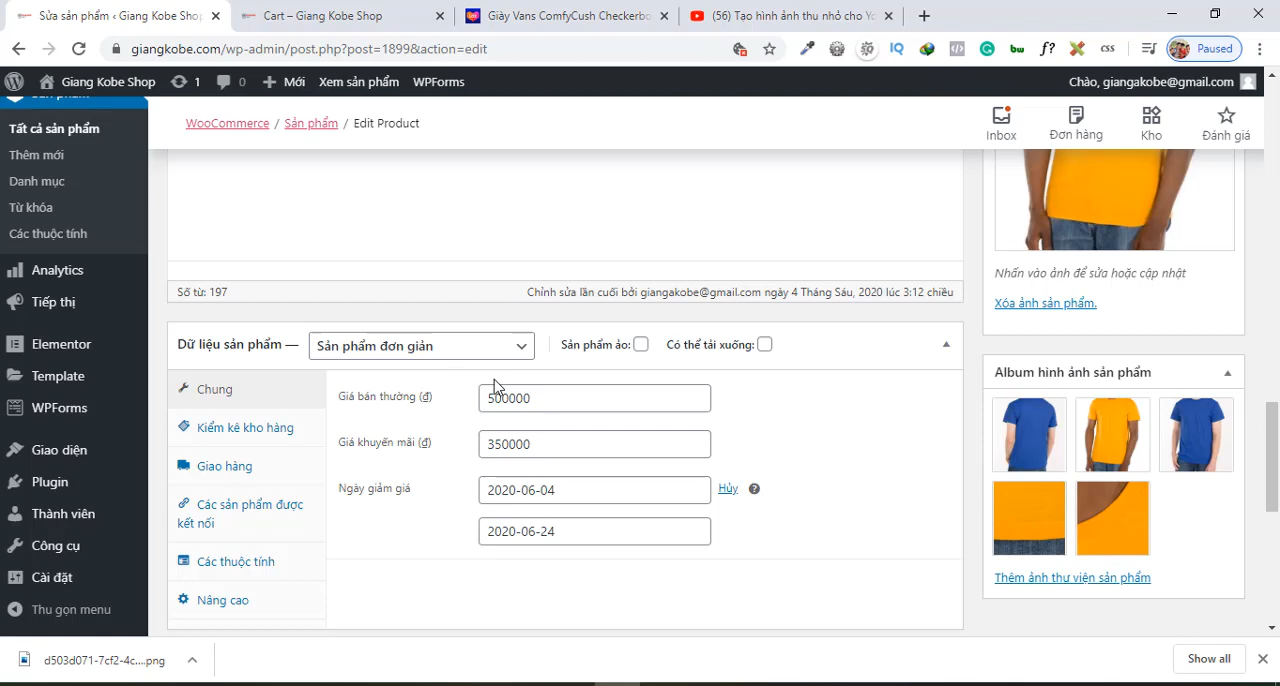 Sửa sản phẩm ‹ Giang Kobe Shop
Cart – Giang Kobe Shop
Giày Vans ComfyCush Checkerbo
(56) Tạo hình ảnh thu nhỏ cho Yo
giangkobe.com/wp-admin/post.php?post=1899&action=edit
IQ
bw
f?
css
Paused
Giang Kobe Shop
1
0
Mới
Xem sản phẩm
WPForms
Chào, giangakobe@gmail.com
Sản phẩm
Tất cả sản phẩm
Thêm mới
Danh mục
Từ khóa
Các thuộc tính
Analytics
Tiếp thị
Elementor
Template
WPForms
Giao diện
Plugin
Thành viên
Công cụ
Cài đặt
Thu gọn menu
WooCommerce / Sản phẩm / Edit Product
Inbox
Đơn hàng
Kho
Đánh giá
Số từ: 197
Chỉnh sửa lần cuối bởi giangakobe@gmail.com ngày 4 Tháng Sáu, 2020 lúc 3:12 chiều
Dữ liệu sản phẩm —
Sản phẩm đơn giản
Sản phẩm ảo:
Có thể tải xuống:
Chung
Kiểm kê kho hàng
Giao hàng
Các sản phẩm được
kết nối
Các thuộc tính
Nâng cao
Giá bán thường (₫)
500000
Giá khuyến mãi (₫)
350000
Ngày giảm giá
2020-06-04
Hủy
2020-06-24
Nhấn vào ảnh để sửa hoặc cập nhật
Xóa ảnh sản phẩm.
Album hình ảnh sản phẩm
Thêm ảnh thư viện sản phẩm
d503d071-7cf2-4c....png
Show all